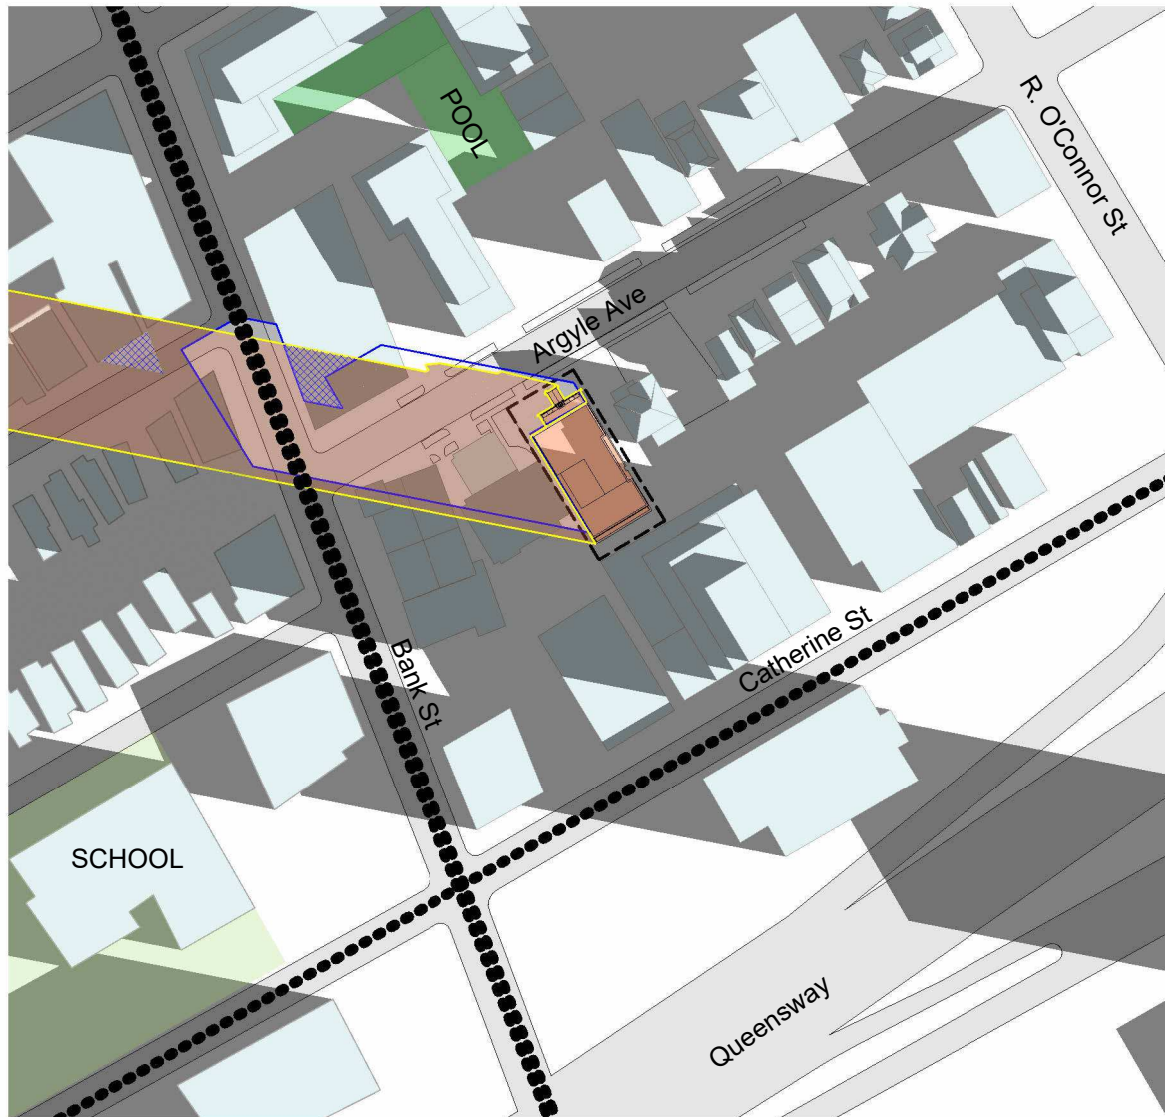 POOL
R. O'Connor St
Argyle Ave
Bank St
Catherine St
SCHOOL
Queensway